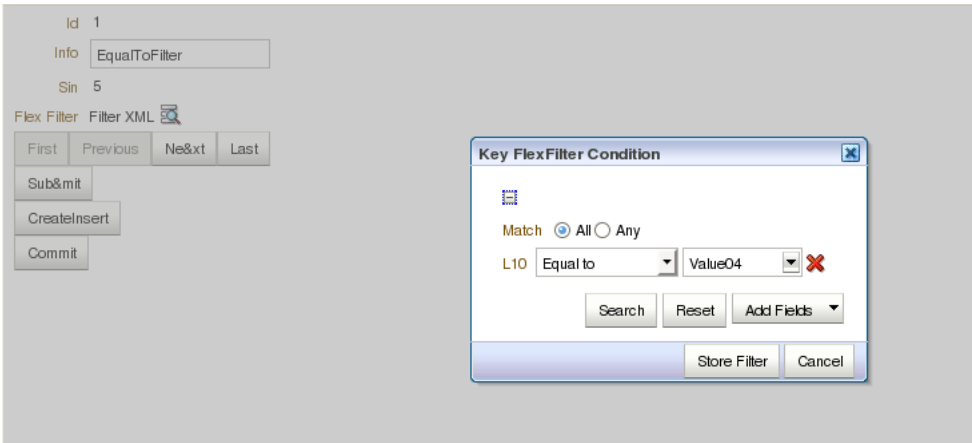 Id 1
Info EqualToFilter
Sin 5
Flex Filter Filter XML
First Previous Ne&xt Last
Sub&mit
CreateInsert
Commit
Key FlexFilter Condition
Match All Any
L10 Equal to Value04
Search Reset Add Fields
Store Filter Cancel